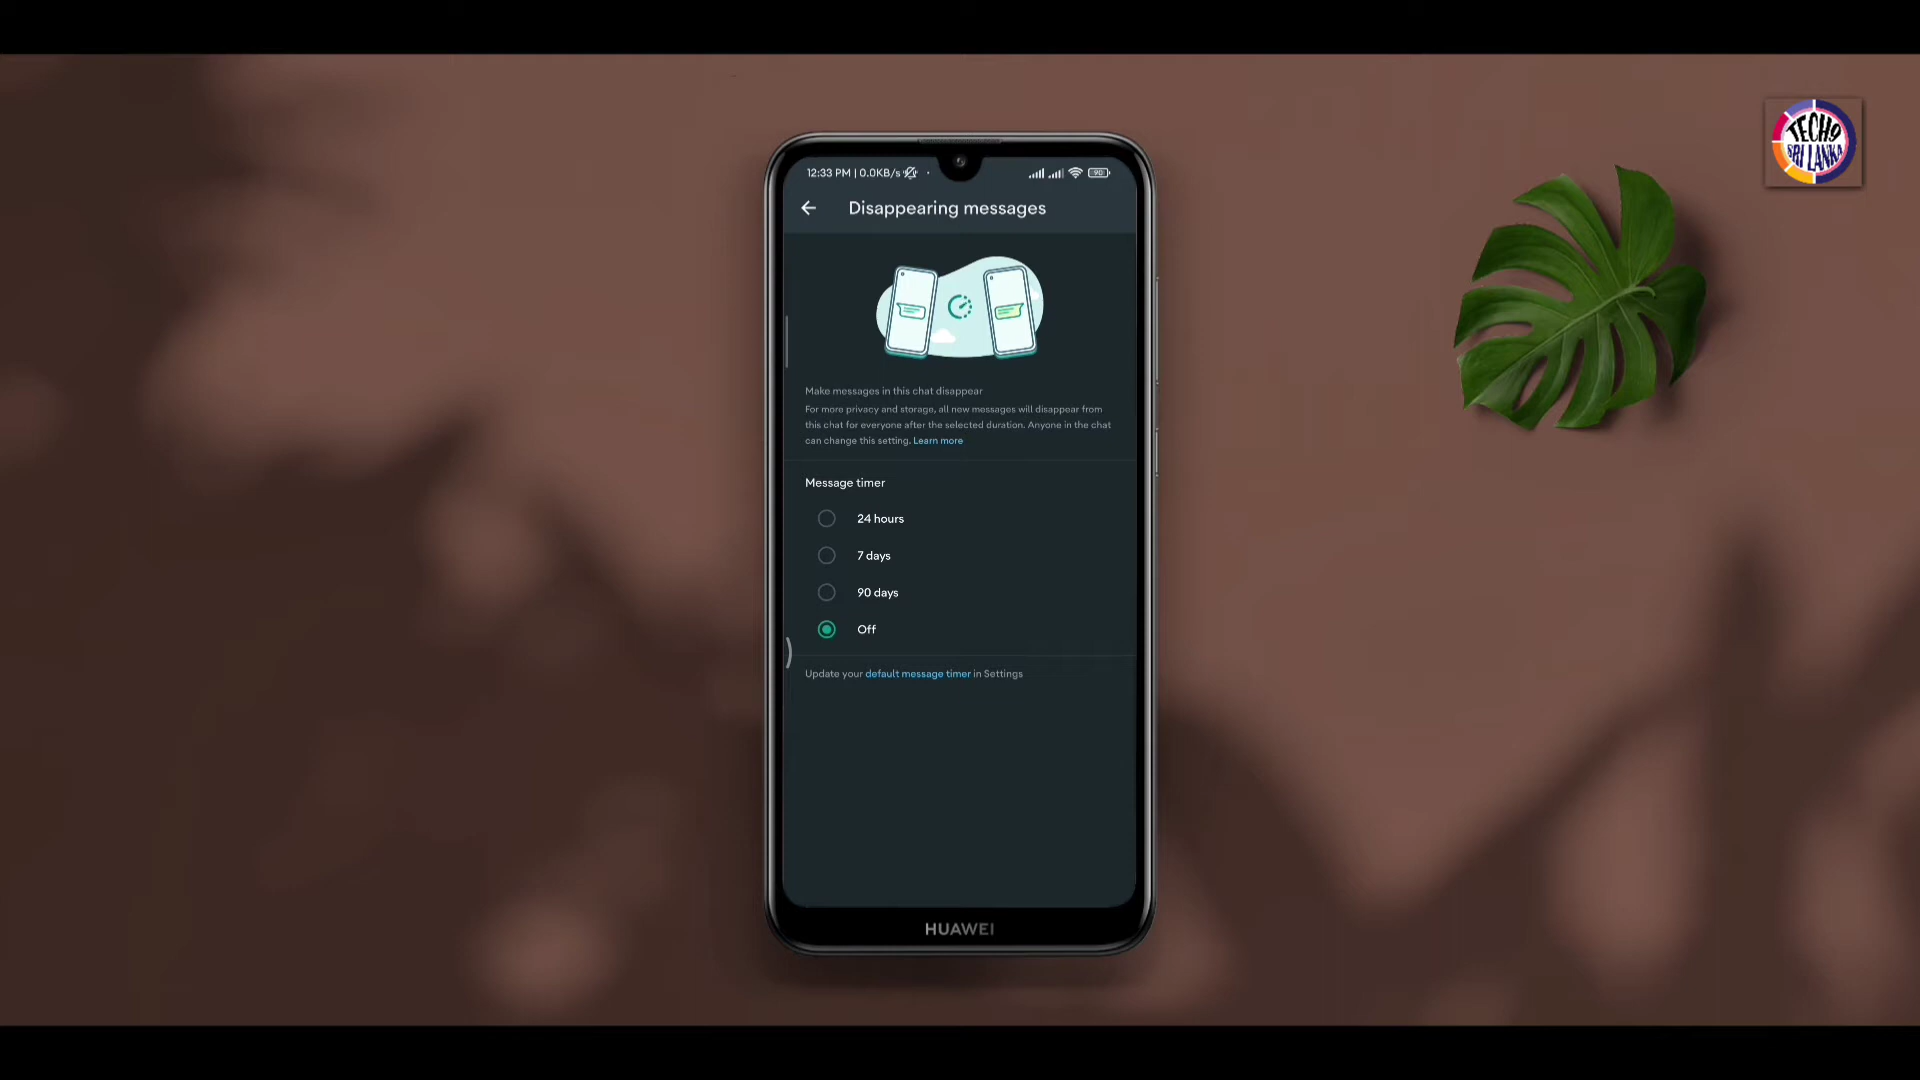 TECH9
SRI LANKA
12:33 PM | 0.0KB/s
90
Disappearing messages
Make messages in this chat disappear
For more privacy and storage, all new messages will disappear from
this chat for everyone after the selected duration. Anyone in the chat
can change this setting. Learn more
Message timer
24 hours
7 days
90 days
Off
Update your default message timer in Settings
HUAWEI